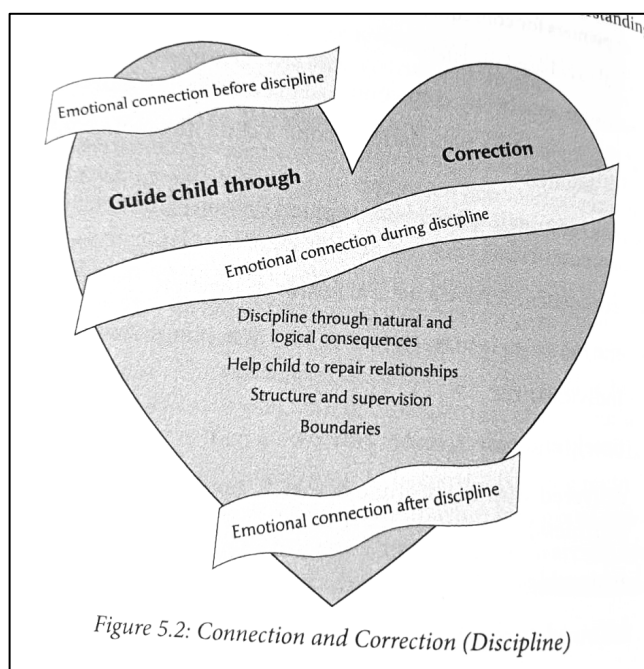 Emotional connection before discipline
Guide child through
Correction
Emotional connection during discipline
Discipline through natural and
logical consequences
Help child to repair relationships
Structure and supervision
Boundaries
Emotional connection after discipline
Figure 5.2: Connection and Correction (Discipline)